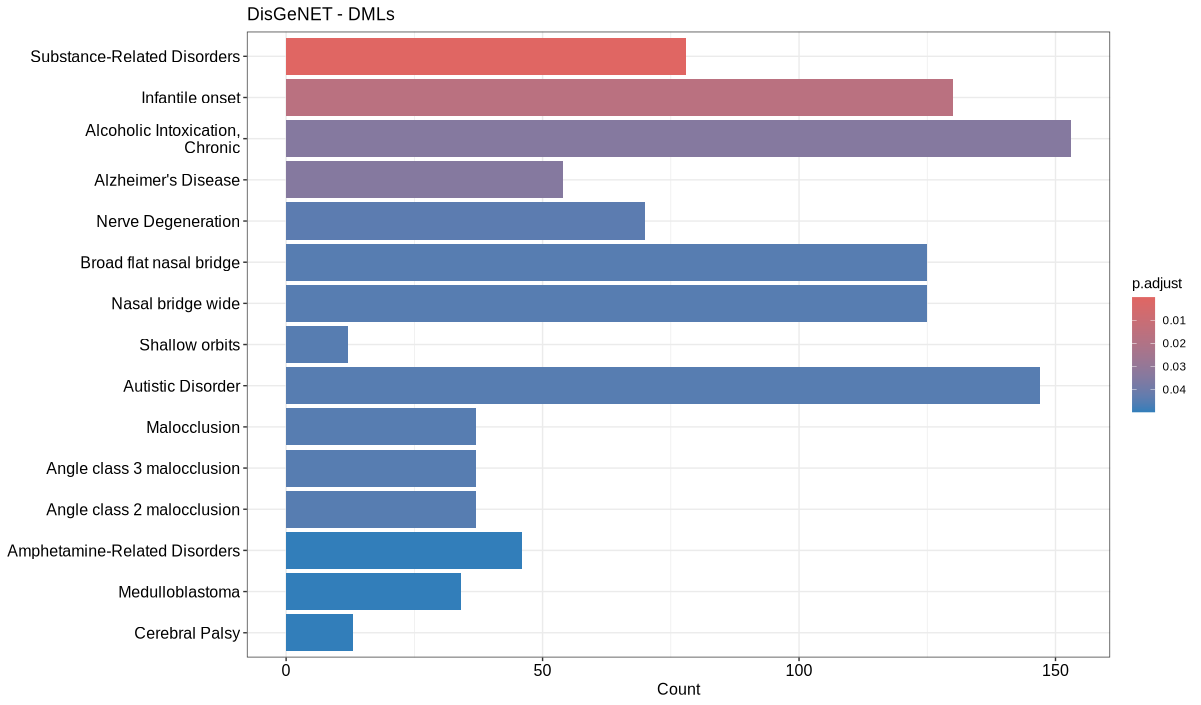 DisGeNET - DMLs
Substance-Related Disorders
Infantile onset
Alcoholic Intoxication,
Chronic
Alzheimer's Disease
Nerve Degeneration
Broad flat nasal bridge
Nasal bridge wide
Shallow orbits
Autistic Disorder
Malocclusion
Angle class 3 malocclusion
Angle class 2 malocclusion
Amphetamine-Related Disorders
Medulloblastoma
Cerebral Palsy
0 50 100 150
Count
p.adjust
0.01
0.02
0.03
0.04